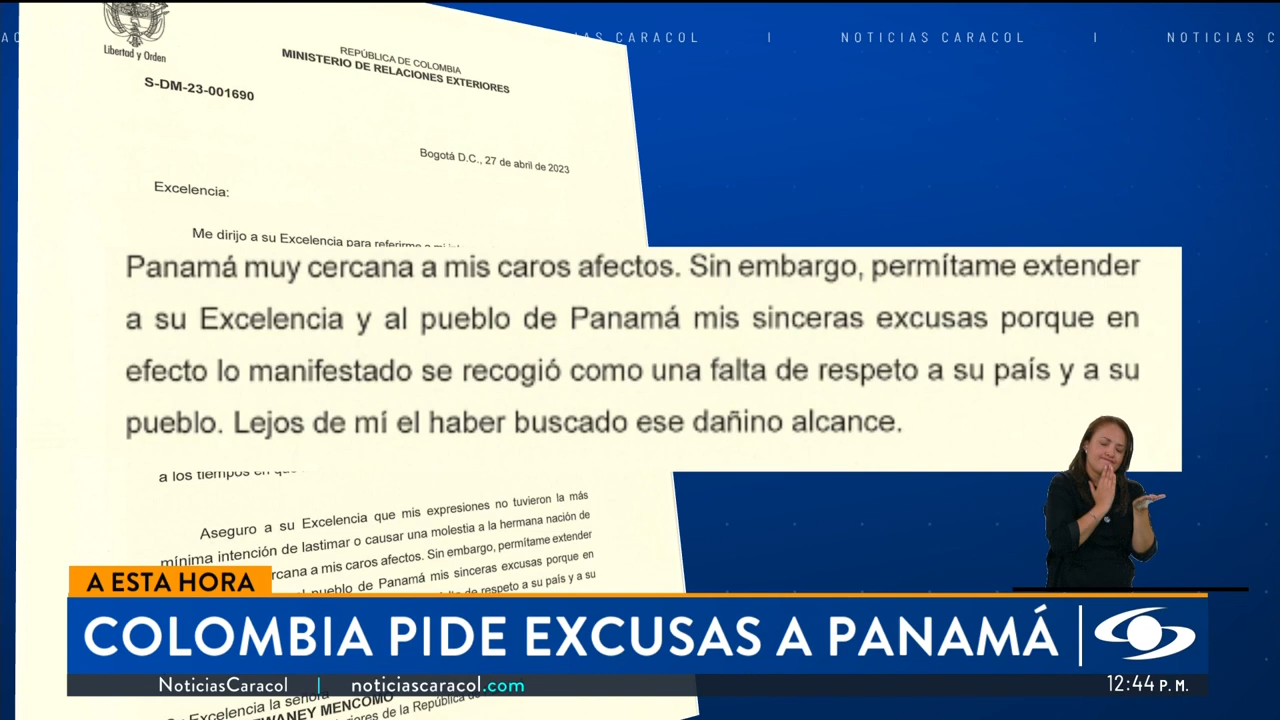 NOTICIAS CARACOL | NOTICIAS CARACOL | NOTICIAS
Libertad y Orden
REPÚBLICA DE COLOMBIA
MINISTERIO DE RELACIONES EXTERIORES
S-DM-23-001690
Bogotá D.C., 27 de abril de 2023
Excelencia:
Me dirijo a su Excelencia para referirme a mi
Panamá muy cercana a mis caros afectos. Sin embargo, permítame extender
a su Excelencia y al pueblo de Panamá mis sinceras excusas porque en
efecto lo manifestado se recogió como una falta de respeto a su país y a su
pueblo. Lejos de mí el haber buscado ese dañino alcance.
a los tiempos en que
Aseguro a su Excelencia que mis expresiones no tuvieron la más
mínima intención de lastimar o causar una molestia a la hermana nación de
cercana a mis caros afectos. Sin embargo, permítame extender
pueblo de Panamá mis sinceras excusas porque en
de respeto a su país y a su
A ESTA HORA
COLOMBIA PIDE EXCUSAS A PANAMÁ
NoticiasCaracol | noticiascaracol.com
12:44 P.M.
Excelencia la señora
MENCOMO
de la República